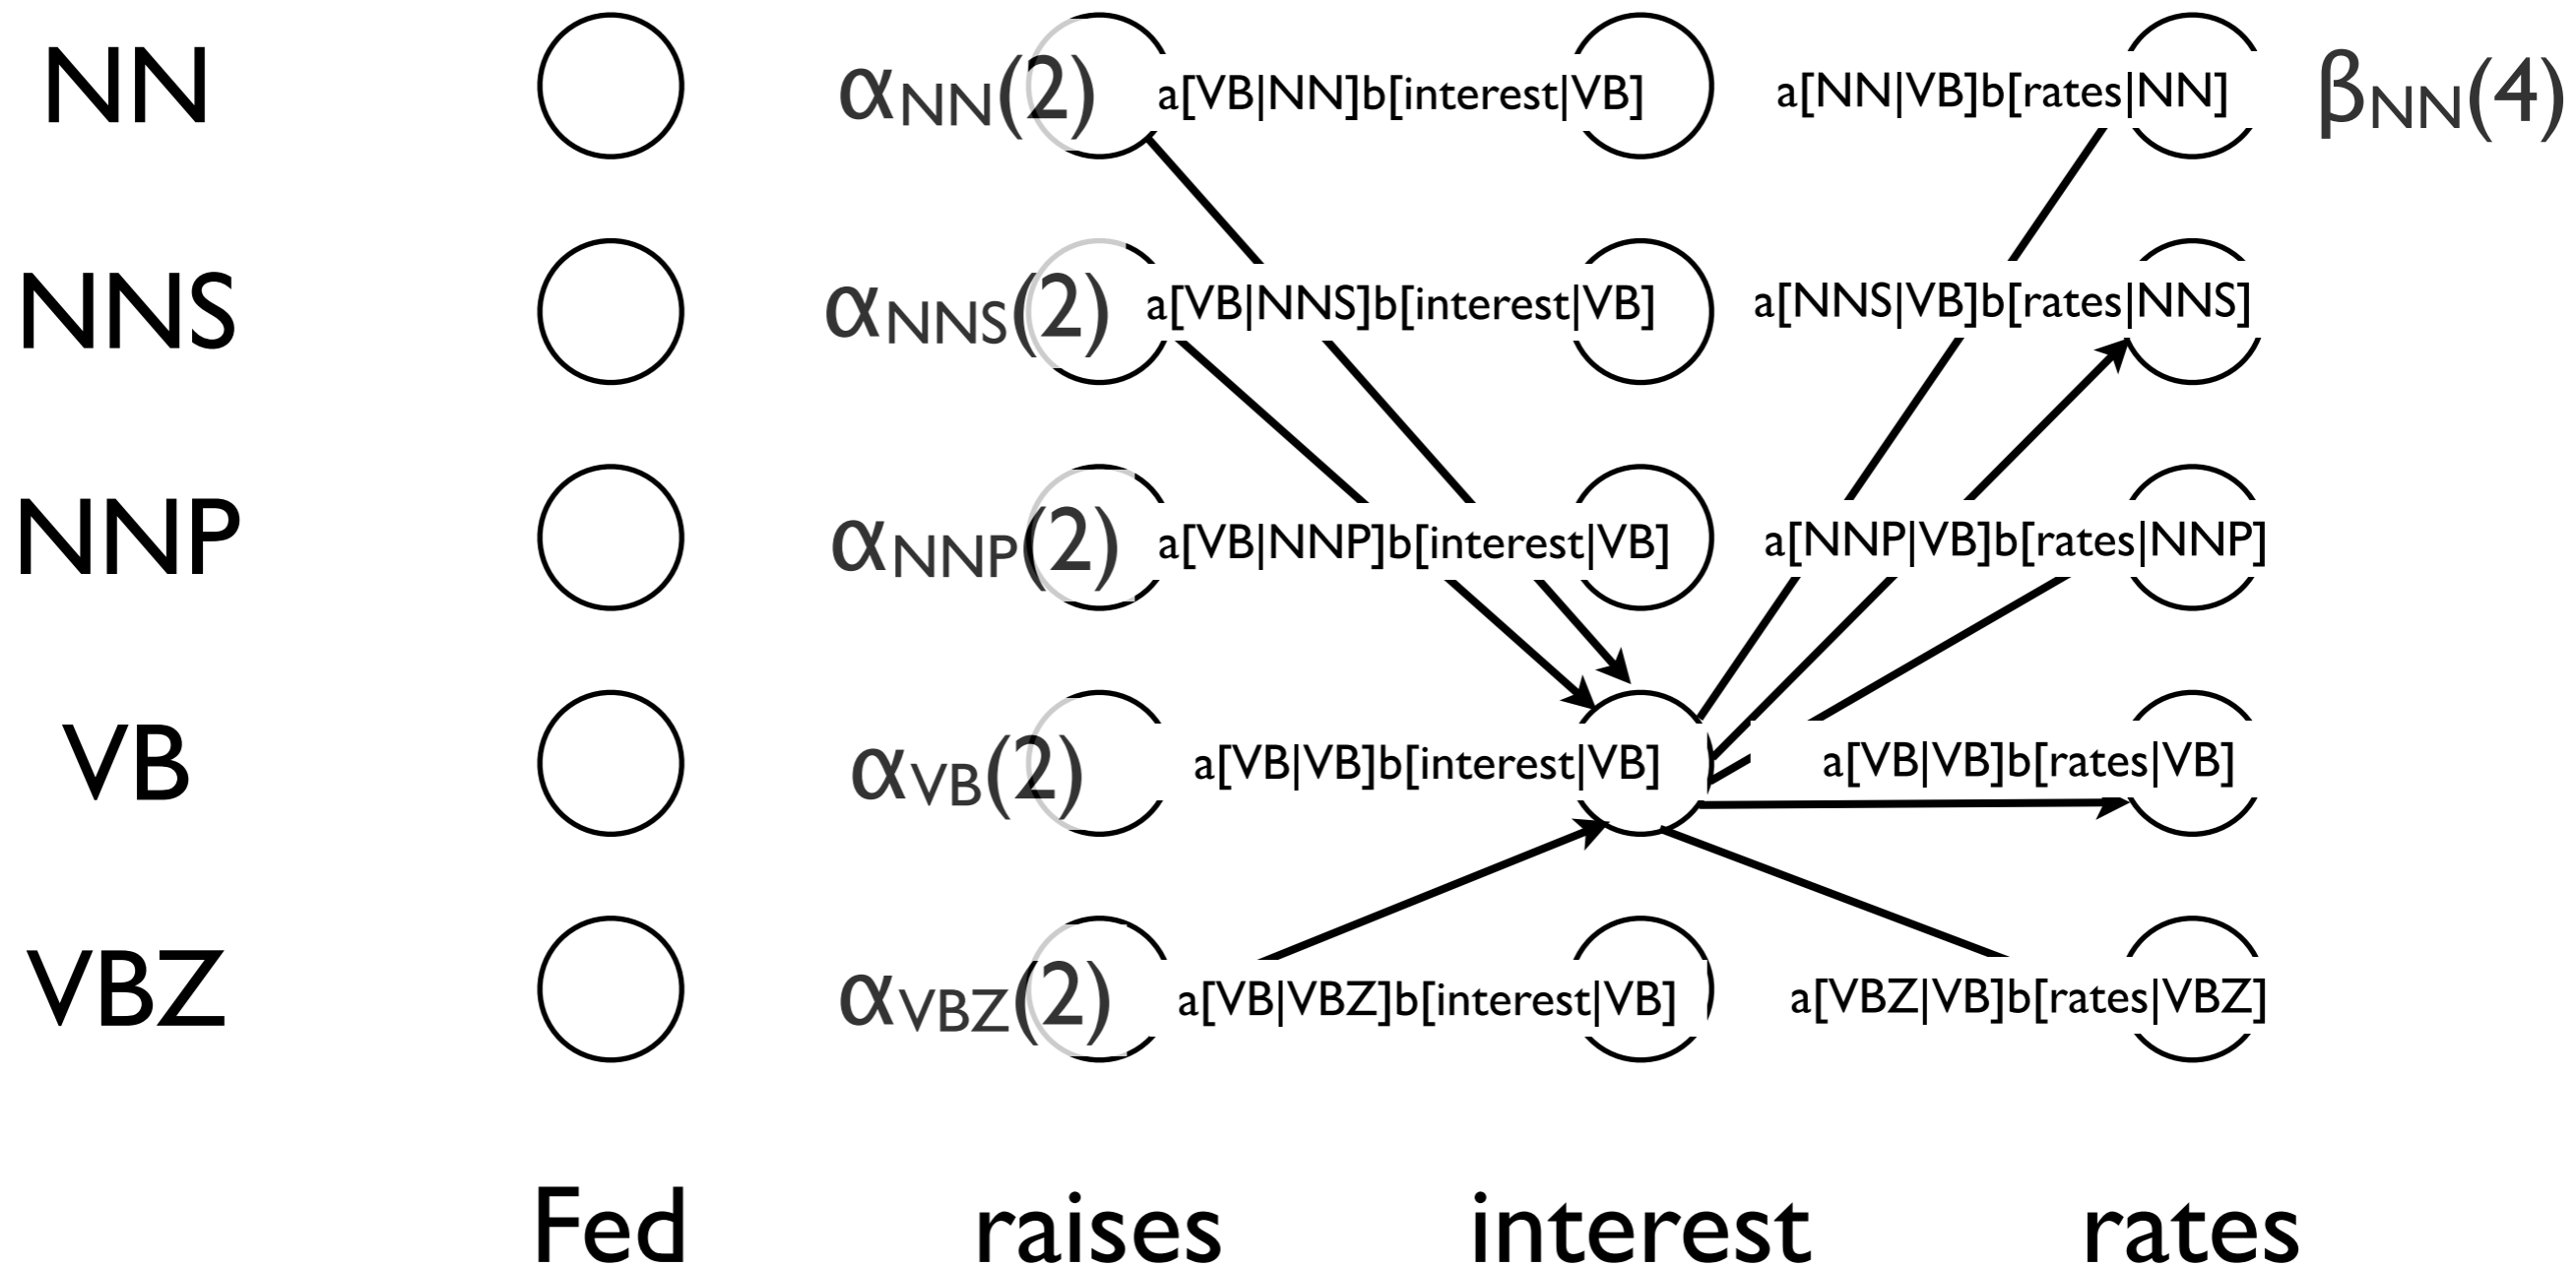 NN α_NN(2) a[VB|NN]b[interest|VB] a[NN|VB]b[rates|NN] β_NN(4)
NNS α_NNS(2) a[VB|NNS]b[interest|VB] a[NNS|VB]b[rates|NNS]
NNP α_NNP(2) a[VB|NNP]b[interest|VB] a[NNP|VB]b[rates|NNP]
VB α_VB(2) a[VB|VB]b[interest|VB] a[VB|VB]b[rates|VB]
VBZ α_VBZ(2) a[VB|VBZ]b[interest|VB] a[VBZ|VB]b[rates|VBZ]
Fed raises interest rates